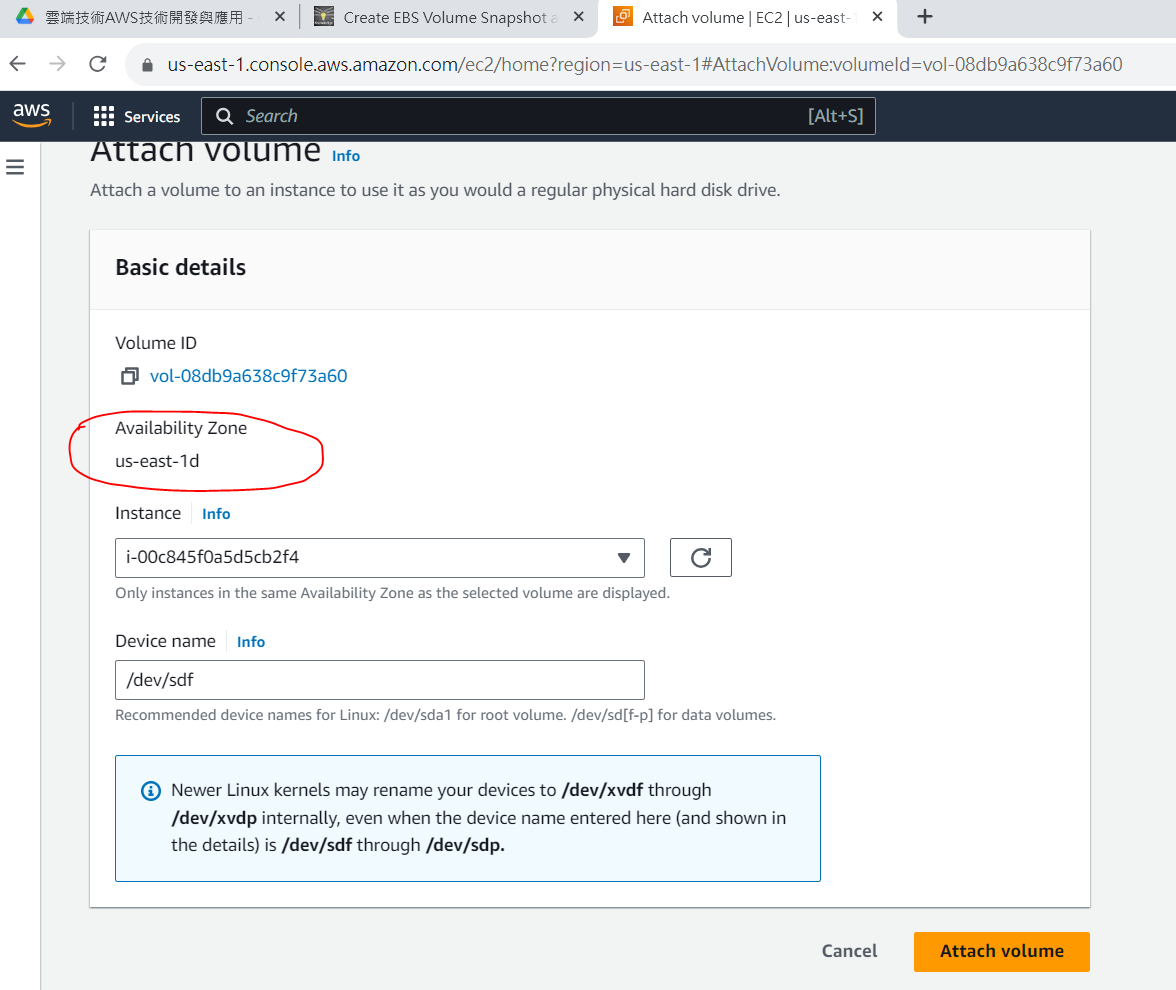 雲端技術AWS技術開發與應用 -
Create EBS Volume Snapshot a
Attach volume | EC2 | us-east-1
us-east-1.console.aws.amazon.com/ec2/home?region=us-east-1#AttachVolume:volumeId=vol-08db9a638c9f73a60
aws
Services
Search
[Alt+S]
Attach volume Info
Attach a volume to an instance to use it as you would a regular physical hard disk drive.
Basic details
Volume ID
vol-08db9a638c9f73a60
Availability Zone
us-east-1d
Instance Info
i-00c845f0a5d5cb2f4
Only instances in the same Availability Zone as the selected volume are displayed.
Device name Info
/dev/sdf
Recommended device names for Linux: /dev/sda1 for root volume. /dev/sd[f-p] for data volumes.
Newer Linux kernels may rename your devices to /dev/xvdf through
/dev/xvdp internally, even when the device name entered here (and shown in
the details) is /dev/sdf through /dev/sdp.
Cancel
Attach volume